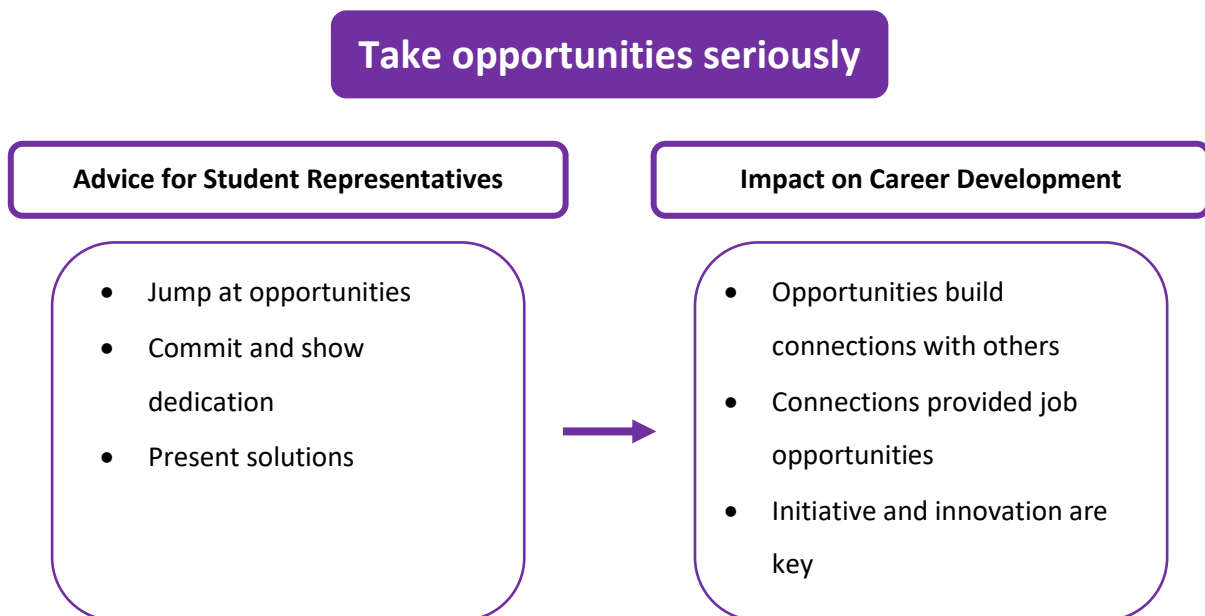 Take opportunities seriously
Advice for Student Representatives
• Jump at opportunities
• Commit and show
dedication
• Present solutions
Impact on Career Development
• Opportunities build
connections with others
• Connections provided job
opportunities
• Initiative and innovation are
key